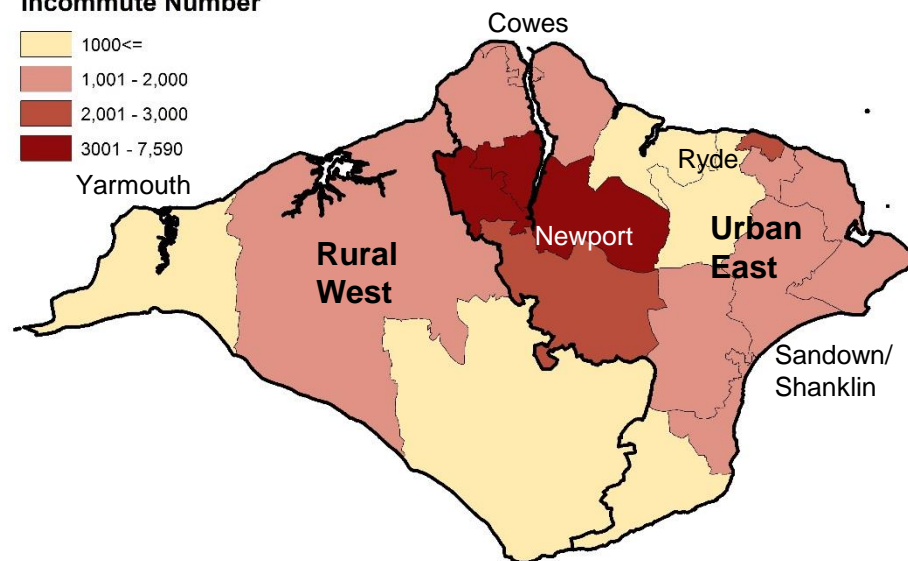 Incommute Number
1000<=
1,001 - 2,000
2,001 - 3,000
3001 - 7,590
Cowes
Yarmouth
Ryde
Newport
Urban
East
Rural
West
Sandown/
Shanklin